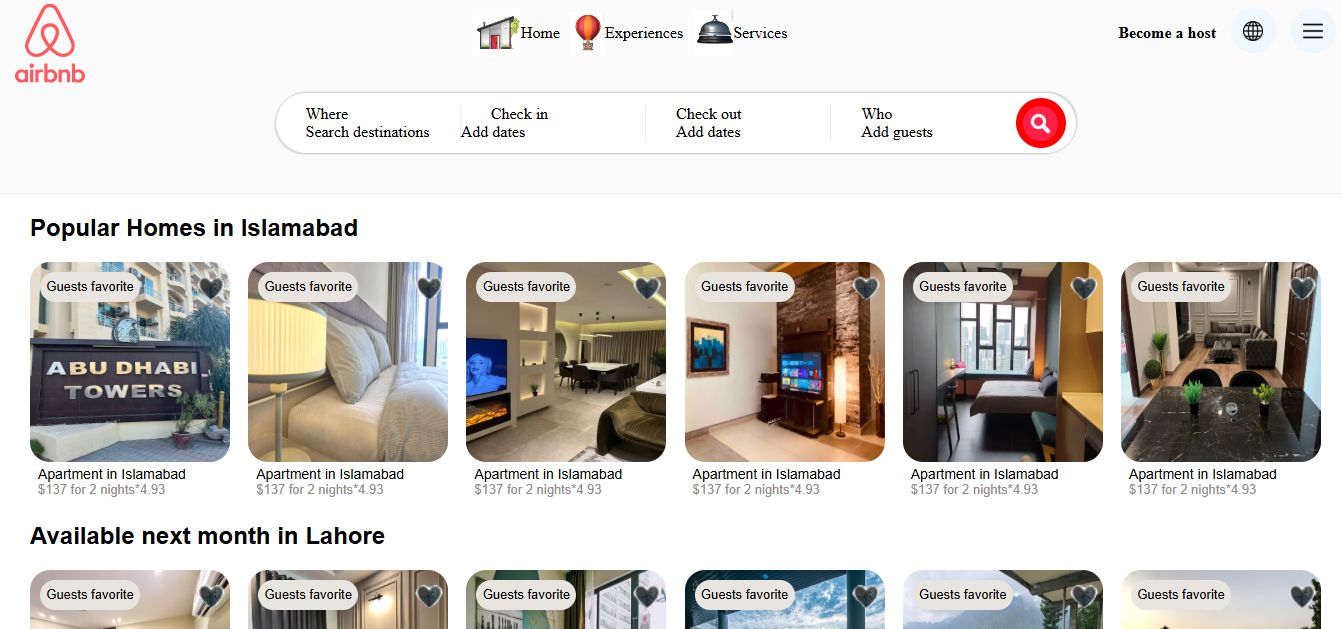 airbnb
Home Experiences Services
Become a host
Where Check in Check out Who
Search destinations Add dates Add dates Add guests
Popular Homes in Islamabad
Guests favorite Guests favorite Guests favorite Guests favorite Guests favorite Guests favorite
ABU DHABI
TOWERS
Apartment in Islamabad Apartment in Islamabad Apartment in Islamabad Apartment in Islamabad Apartment in Islamabad Apartment in Islamabad
$137 for 2 nights*4.93 $137 for 2 nights*4.93 $137 for 2 nights*4.93 $137 for 2 nights*4.93 $137 for 2 nights*4.93 $137 for 2 nights*4.93
Available next month in Lahore
Guests favorite Guests favorite Guests favorite Guests favorite Guests favorite Guests favorite